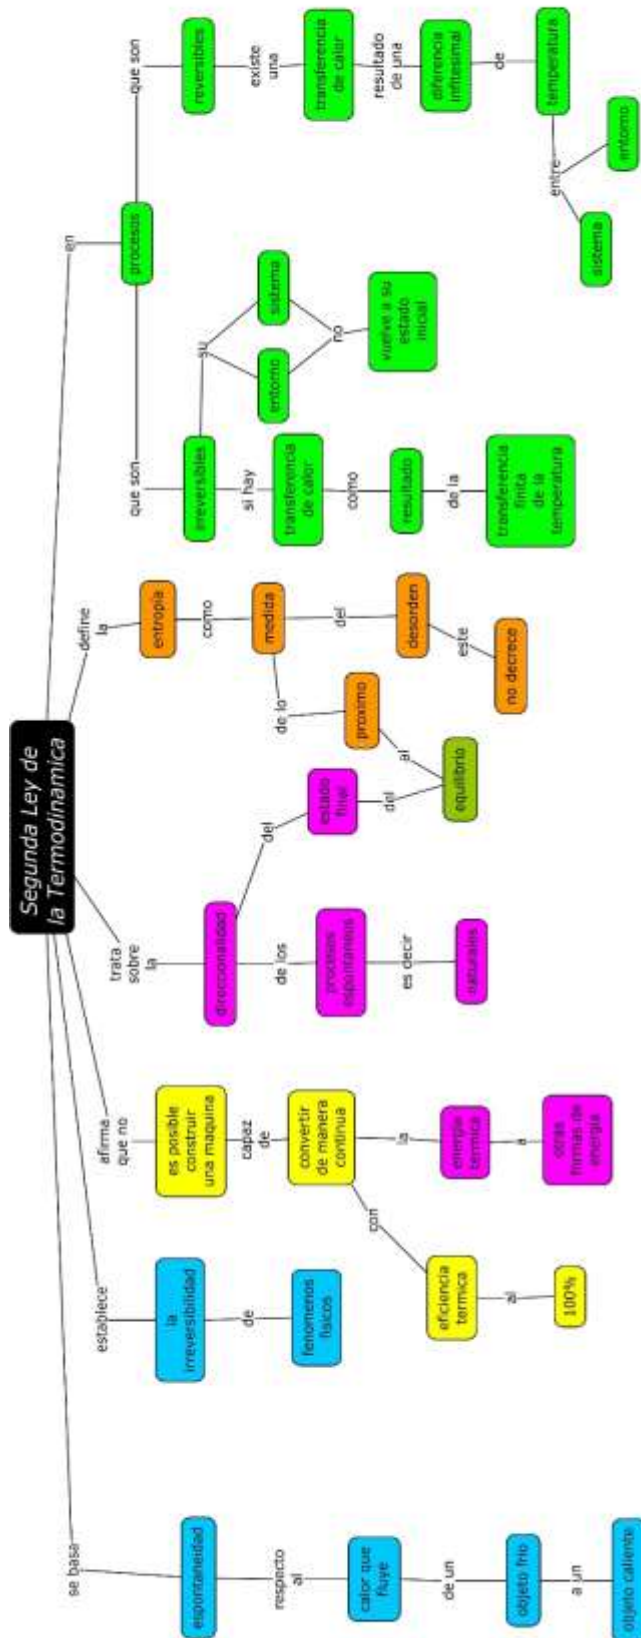 Segunda Ley de
la Termodinamica
se basa
espontaneidad
respecto
al
calor que
fluye
de un
objeto frio
a un
objeto caliente
establece
la
irreversibilidad
de
fenomenos
fisicos
afirma
que no
es posible
construir
una maquina
capaz
de
convertir
de manera
continua
con
eficiencia
termica
al
100%
la
energia
termica
a
otras
formas de
energia
trata
sobre
la
direccionalidad
de los
procesos
espontaneos
es decir
naturales
del
estado
final
del
equilibrio
define
la
entropia
como
medida
de lo
proximo
al
del
desorden
este
no decrece
en
procesos
que son
irreversibles
si hay
transferencia
de calor
como
resultado
de la
transferencia
finita
de la
temperatura
su
entorno
sistema
no
vuelve a su
estado
inicial
que son
reversibles
existe
una
transferencia
de calor
resultado
de una
diferencia
infitesimal
de
temperatura
entre
sistema
entorno